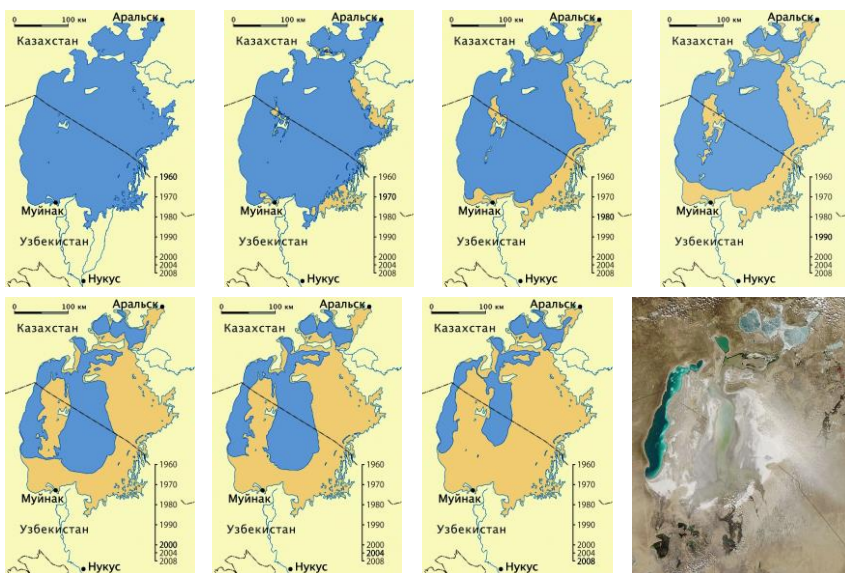 0 100 км
Аральск
Казахстан
1960
1970
1980
1990
2000
2004
2008
Муйнак
Узбекистан
Нукус
0 100 км
Аральск
Казахстан
1960
1970
1980
1990
2000
2004
2008
Муйнак
Узбекистан
Нукус
0 100 км
Аральск
Казахстан
1960
1970
1980
1990
2000
2004
2008
Муйнак
Узбекистан
Нукус
0 100 км
Аральск
Казахстан
1960
1970
1980
1990
2000
2004
2008
Муйнак
Узбекистан
Нукус
0 100 км
Аральск
Казахстан
1960
1970
1980
1990
2000
2004
2008
Муйнак
Узбекистан
Нукус
0 100 км
Аральск
Казахстан
1960
1970
1980
1990
2000
2004
2008
Муйнак
Узбекистан
Нукус
0 100 км
Аральск
Казахстан
1960
1970
1980
1990
2000
2004
2008
Муйнак
Узбекистан
Нукус